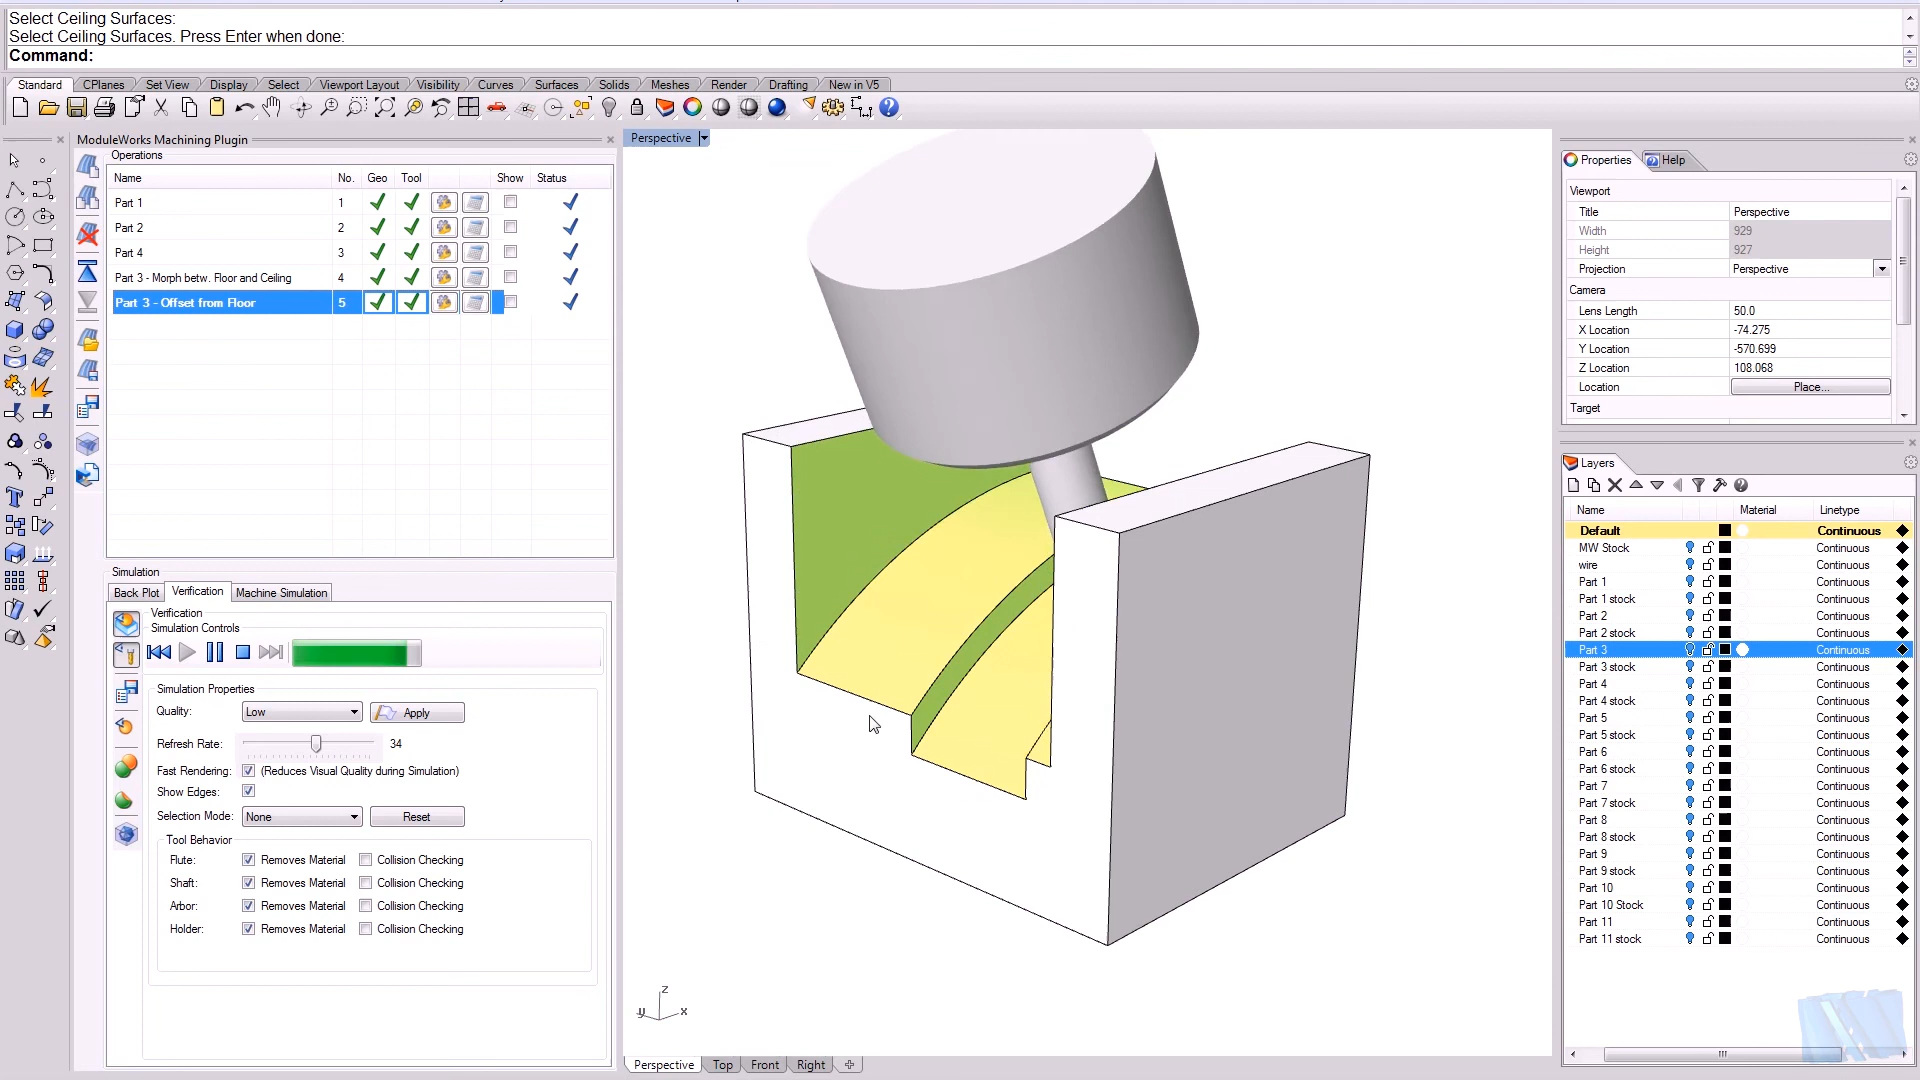 Select Ceiling Surfaces:
Select Ceiling Surfaces. Press Enter when done:
Command:
Standard CPlanes Set View Display Select Viewport Layout Visibility Curves Surfaces Solids Meshes Render Drafting New in V5
ModuleWorks Machining Plugin
Operations
Name No. Geo Tool Show Status
Part 1 1
Part 2 2
Part 4 3
Part 3 - Morph betw. Floor and Ceiling 4
Part 3 - Offset from Floor 5
Simulation
Back Plot Verification Machine Simulation
Verification
Simulation Controls
Simulation Properties
Quality: Low Apply
Refresh Rate: 34
Fast Rendering: (Reduces Visual Quality during Simulation)
Show Edges:
Selection Mode: None Reset
Tool Behavior
Flute: Removes Material Collision Checking
Shaft: Removes Material Collision Checking
Arbor: Removes Material Collision Checking
Holder: Removes Material Collision Checking
Perspective
z
y x
Perspective Top Front Right
Properties Help
Viewport
Title Perspective
Width 929
Height 927
Projection Perspective
Camera
Lens Length 50.0
X Location -74.275
Y Location -570.699
Z Location 108.068
Location Place...
Target
Layers
Name Material Linetype
Default Continuous
MW Stock Continuous
wire Continuous
Part 1 Continuous
Part 1 stock Continuous
Part 2 Continuous
Part 2 stock Continuous
Part 3 Continuous
Part 3 stock Continuous
Part 4 Continuous
Part 4 stock Continuous
Part 5 Continuous
Part 5 stock Continuous
Part 6 Continuous
Part 6 stock Continuous
Part 7 Continuous
Part 7 stock Continuous
Part 8 Continuous
Part 8 stock Continuous
Part 9 Continuous
Part 9 stock Continuous
Part 10 Continuous
Part 10 Stock Continuous
Part 11 Continuous
Part 11 stock Continuous